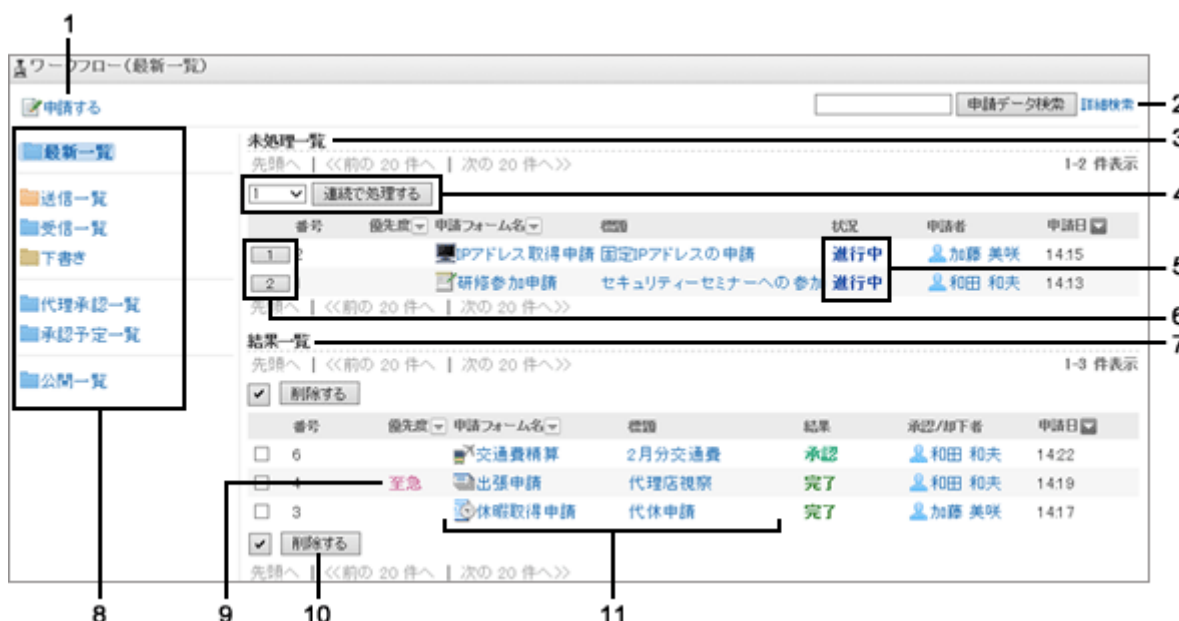 1
ワークフロー(最新一覧)
申請する
申請データ検索 詳細検索 2
最新一覧
送信一覧
受信一覧
下書き
代理承認一覧
承認予定一覧
公開一覧
未処理一覧 3
先頭へ | <<前の 20 件へ | 次の 20 件へ>> 1-2 件表示
1 連続で処理する 4
番号 優先度 申請フォーム名 標題 状況 申請者 申請日
1 2 IPアドレス取得申請 固定IPアドレスの申請 進行中 加藤 美咲 14:15
5
2 研修参加申請 セキュリティーセミナーへの参加 進行中 和田 和夫 14:13
先頭へ | <<前の 20 件へ | 次の 20 件へ>> 6
結果一覧 7
先頭へ | <<前の 20 件へ | 次の 20 件へ>> 1-3 件表示
削除する
番号 優先度 申請フォーム名 標題 結果 承認/却下者 申請日
6 交通費精算 2月分交通費 承認 和田 和夫 14:22
4 至急 出張申請 代理店視察 完了 和田 和夫 14:19
3 休暇取得申請 代休申請 完了 加藤 美咲 14:17
削除する
先頭へ | <<前の 20 件へ | 次の 20 件へ>>
8 9 10 11